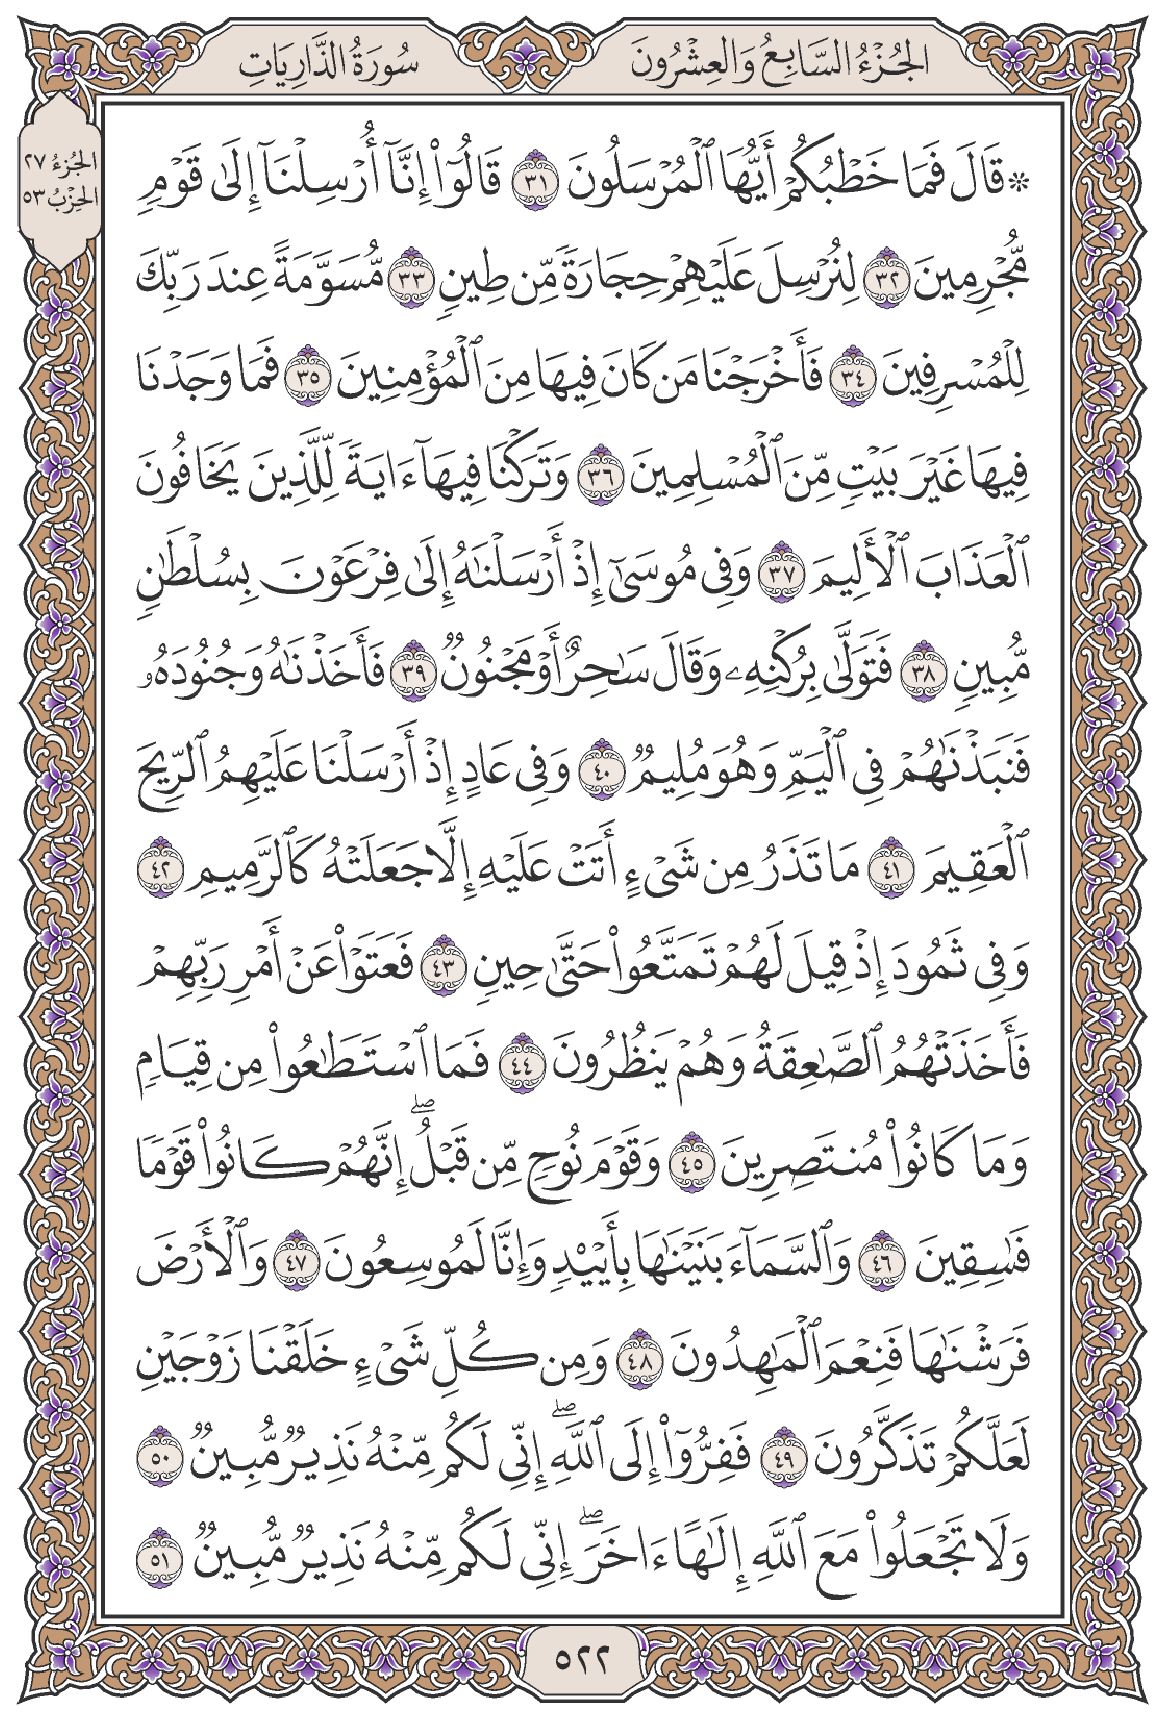 الجُزْءُ السَّابِعُ وَالعِشْرُونَ
سُورَةُ الذَّارِيَاتِ
الجُزءُ ٢٧
الحِزْبُ ٥٣
۞ قَالَ فَمَا خَطْبُكُمْ أَيُّهَا ٱلْمُرْسَلُونَ ٣١ قَالُوٓا۟ إِنَّآ أُرْسِلْنَآ إِلَىٰ قَوْمٍ
مُّجْرِمِينَ ٣٢ لِنُرْسِلَ عَلَيْهِمْ حِجَارَةً مِّن طِينٍ ٣٣ مُّسَوَّمَةً عِندَ رَبِّكَ
لِلْمُسْرِفِينَ ٣٤ فَأَخْرَجْنَا مَن كَانَ فِيهَا مِنَ ٱلْمُؤْمِنِينَ ٣٥ فَمَا وَجَدْنَا
فِيهَا غَيْرَ بَيْتٍ مِّنَ ٱلْمُسْلِمِينَ ٣٦ وَتَرَكْنَا فِيهَآ ءَايَةً لِّلَّذِينَ يَخَافُونَ
ٱلْعَذَابَ ٱلْأَلِيمَ ٣٧ وَفِى مُوسَىٰٓ إِذْ أَرْسَلْنَٰهُ إِلَىٰ فِرْعَوْنَ بِسُلْطَٰنٍ
مُّبِينٍ ٣٨ فَتَوَلَّىٰ بِرُكْنِهِۦ وَقَالَ سَٰحِرٌ أَوْ مَجْنُونٌ ٣٩ فَأَخَذْنَٰهُ وَجُنُودَهُۥ
فَنَبَذْنَٰهُمْ فِى ٱلْيَمِّ وَهُوَ مُلِيمٌ ٤٠ وَفِى عَادٍ إِذْ أَرْسَلْنَا عَلَيْهِمُ ٱلرِّيحَ
ٱلْعَقِيمَ ٤١ مَا تَذَرُ مِن شَىْءٍ أَتَتْ عَلَيْهِ إِلَّا جَعَلَتْهُ كَٱلرَّمِيمِ ٤٢
وَفِى ثَمُودَ إِذْ قِيلَ لَهُمْ تَمَتَّعُوا۟ حَتَّىٰ حِينٍ ٤٣ فَعَتَوْا۟ عَنْ أَمْرِ رَبِّهِمْ
فَأَخَذَتْهُمُ ٱلصَّٰعِقَةُ وَهُمْ يَنظُرُونَ ٤٤ فَمَا ٱسْتَطَٰعُوا۟ مِن قِيَامٍ
وَمَا كَانُوا۟ مُنتَصِرِينَ ٤٥ وَقَوْمَ نُوحٍ مِّن قَبْلُ ۖ إِنَّهُمْ كَانُوا۟ قَوْمًا
فَٰسِقِينَ ٤٦ وَٱلسَّمَآءَ بَنَيْنَٰهَا بِأَيْي۟دٍ وَإِنَّا لَمُوسِعُونَ ٤٧ وَٱلْأَرْضَ
فَرَشْنَٰهَا فَنِعْمَ ٱلْمَٰهِدُونَ ٤٨ وَمِن كُلِّ شَىْءٍ خَلَقْنَا زَوْجَيْنِ
لَعَلَّكُمْ تَذَكَّرُونَ ٤٩ فَفِرُّوٓا۟ إِلَى ٱللَّهِ ۖ إِنِّى لَكُم مِّنْهُ نَذِيرٌ مُّبِينٌ ٥٠
وَلَا تَجْعَلُوا۟ مَعَ ٱللَّهِ إِلَٰهًا ءَاخَرَ ۖ إِنِّى لَكُم مِّنْهُ نَذِيرٌ مُّبِينٌ ٥١
٥٢٢